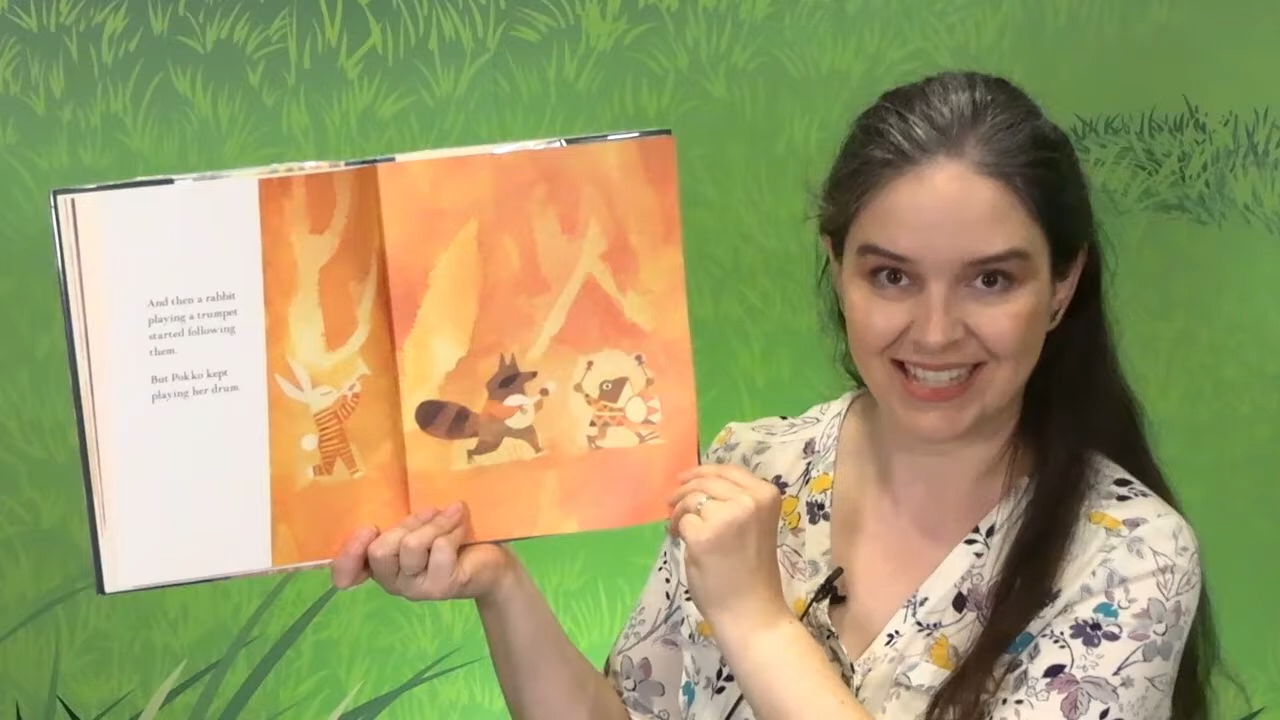 And then a rabbit
playing a trumpet
started following
them.
But Pokko kept
playing her drum.